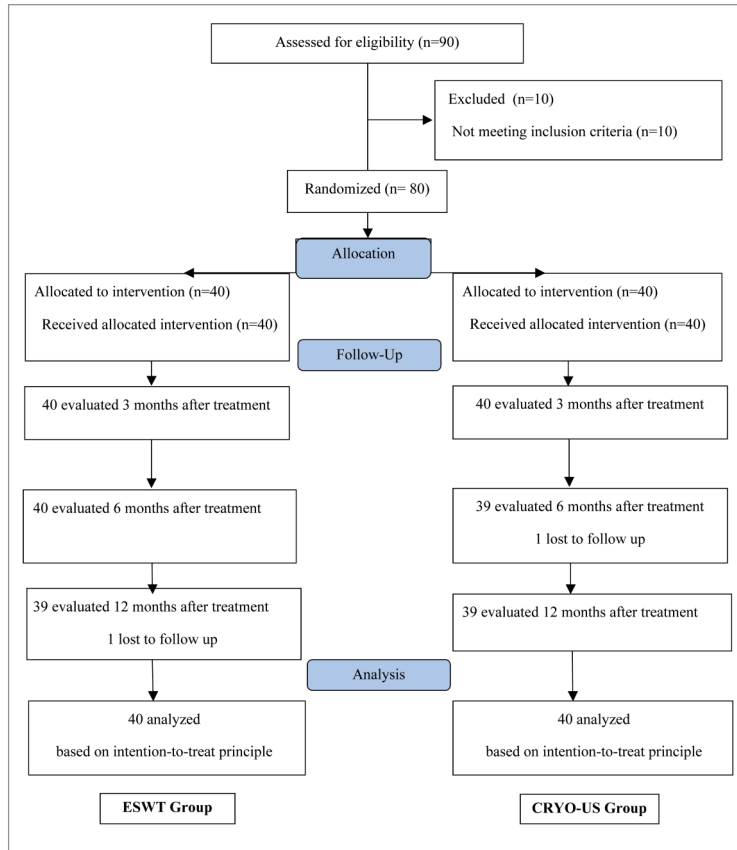 Assessed for eligibility (n=90)
Excluded (n=10)
Not meeting inclusion criteria (n=10)
Randomized (n= 80)
Allocation
Allocated to intervention (n=40)
Received allocated intervention (n=40)
Allocated to intervention (n=40)
Received allocated intervention (n=40)
Follow-Up
40 evaluated 3 months after treatment
40 evaluated 3 months after treatment
40 evaluated 6 months after treatment
39 evaluated 6 months after treatment
1 lost to follow up
39 evaluated 12 months after treatment
1 lost to follow up
39 evaluated 12 months after treatment
Analysis
40 analyzed
based on intention-to-treat principle
40 analyzed
based on intention-to-treat principle
ESWT Group
CRYO-US Group